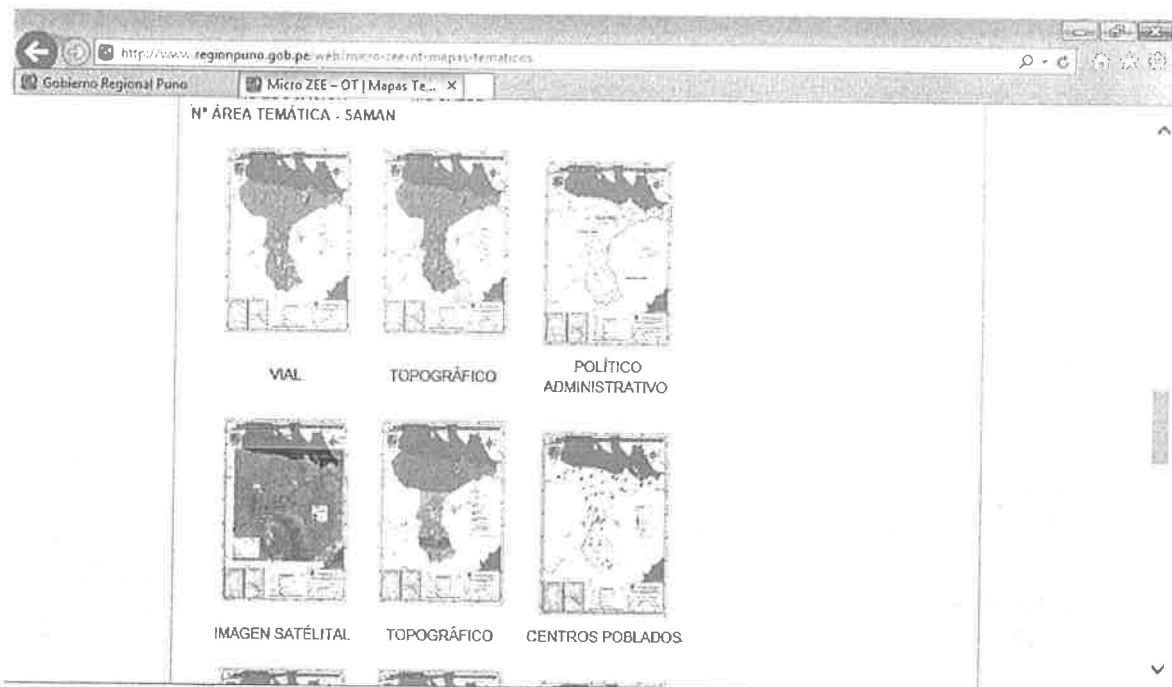 http://www.regionpuno.gob.pe/web/micro-zee-ot-mapas-tematicos
Gobierno Regional Puno
Micro ZEE – OT | Mapas Te... ×
N° ÁREA TEMÁTICA - SAMAN
VIAL
TOPOGRÁFICO
POLÍTICO
ADMINISTRATIVO
IMAGEN SATÉLITAL
TOPOGRÁFICO
CENTROS POBLADOS